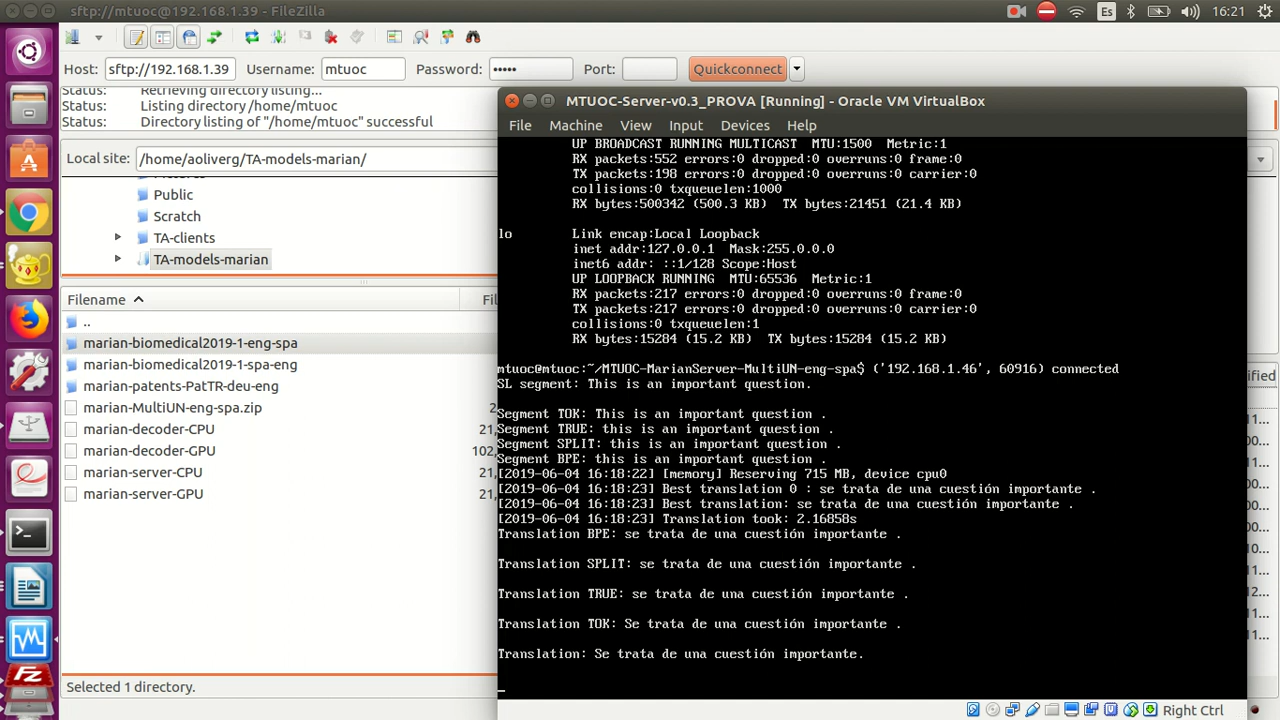 sftp://mtuoc@192.168.1.39 - FileZilla
Es
16:21
Host: sftp://192.168.1.39 Username: mtuoc Password: ••••• Port: Quickconnect
Status: Retrieving directory listing...
Status: Listing directory /home/mtuoc
Status: Directory listing of "/home/mtuoc" successful
Local site: /home/aoliverg/TA-models-marian/
Public
Scratch
TA-clients
TA-models-marian
Filename
..
marian-biomedical2019-1-eng-spa
marian-biomedical2019-1-spa-eng
marian-patents-PatTR-deu-eng
marian-MultiUN-eng-spa.zip
marian-decoder-CPU
marian-decoder-GPU
marian-server-CPU
marian-server-GPU
Selected 1 directory.
MTUOC-Server-v0.3_PROVA [Running] - Oracle VM VirtualBox
File Machine View Input Devices Help
UP BROADCAST RUNNING MULTICAST MTU:1500 Metric:1
RX packets:552 errors:0 dropped:0 overruns:0 frame:0
TX packets:198 errors:0 dropped:0 overruns:0 carrier:0
collisions:0 txqueuelen:1000
RX bytes:500342 (500.3 KB) TX bytes:21451 (21.4 KB)
lo Link encap:Local Loopback
inet addr:127.0.0.1 Mask:255.0.0.0
inet6 addr: ::1/128 Scope:Host
UP LOOPBACK RUNNING MTU:65536 Metric:1
RX packets:217 errors:0 dropped:0 overruns:0 frame:0
TX packets:217 errors:0 dropped:0 overruns:0 carrier:0
collisions:0 txqueuelen:1
RX bytes:15284 (15.2 KB) TX bytes:15284 (15.2 KB)
mtuoc@mtuoc:~/MTUOC-MarianServer-MultiUN-eng-spa$ ('192.168.1.46', 60916) connected
SL segment: This is an important question.
Segment TOK: This is an important question .
Segment TRUE: this is an important question .
Segment SPLIT: this is an important question .
Segment BPE: this is an important question .
[2019-06-04 16:18:22] [memory] Reserving 715 MB, device cpu0
[2019-06-04 16:18:23] Best translation 0 : se trata de una cuestión importante .
[2019-06-04 16:18:23] Best translation: se trata de una cuestión importante .
[2019-06-04 16:18:23] Translation took: 2.16858s
Translation BPE: se trata de una cuestión importante .
Translation SPLIT: se trata de una cuestión importante .
Translation TRUE: se trata de una cuestión importante .
Translation TOK: Se trata de una cuestión importante .
Translation: Se trata de una cuestión importante.
Right Ctrl